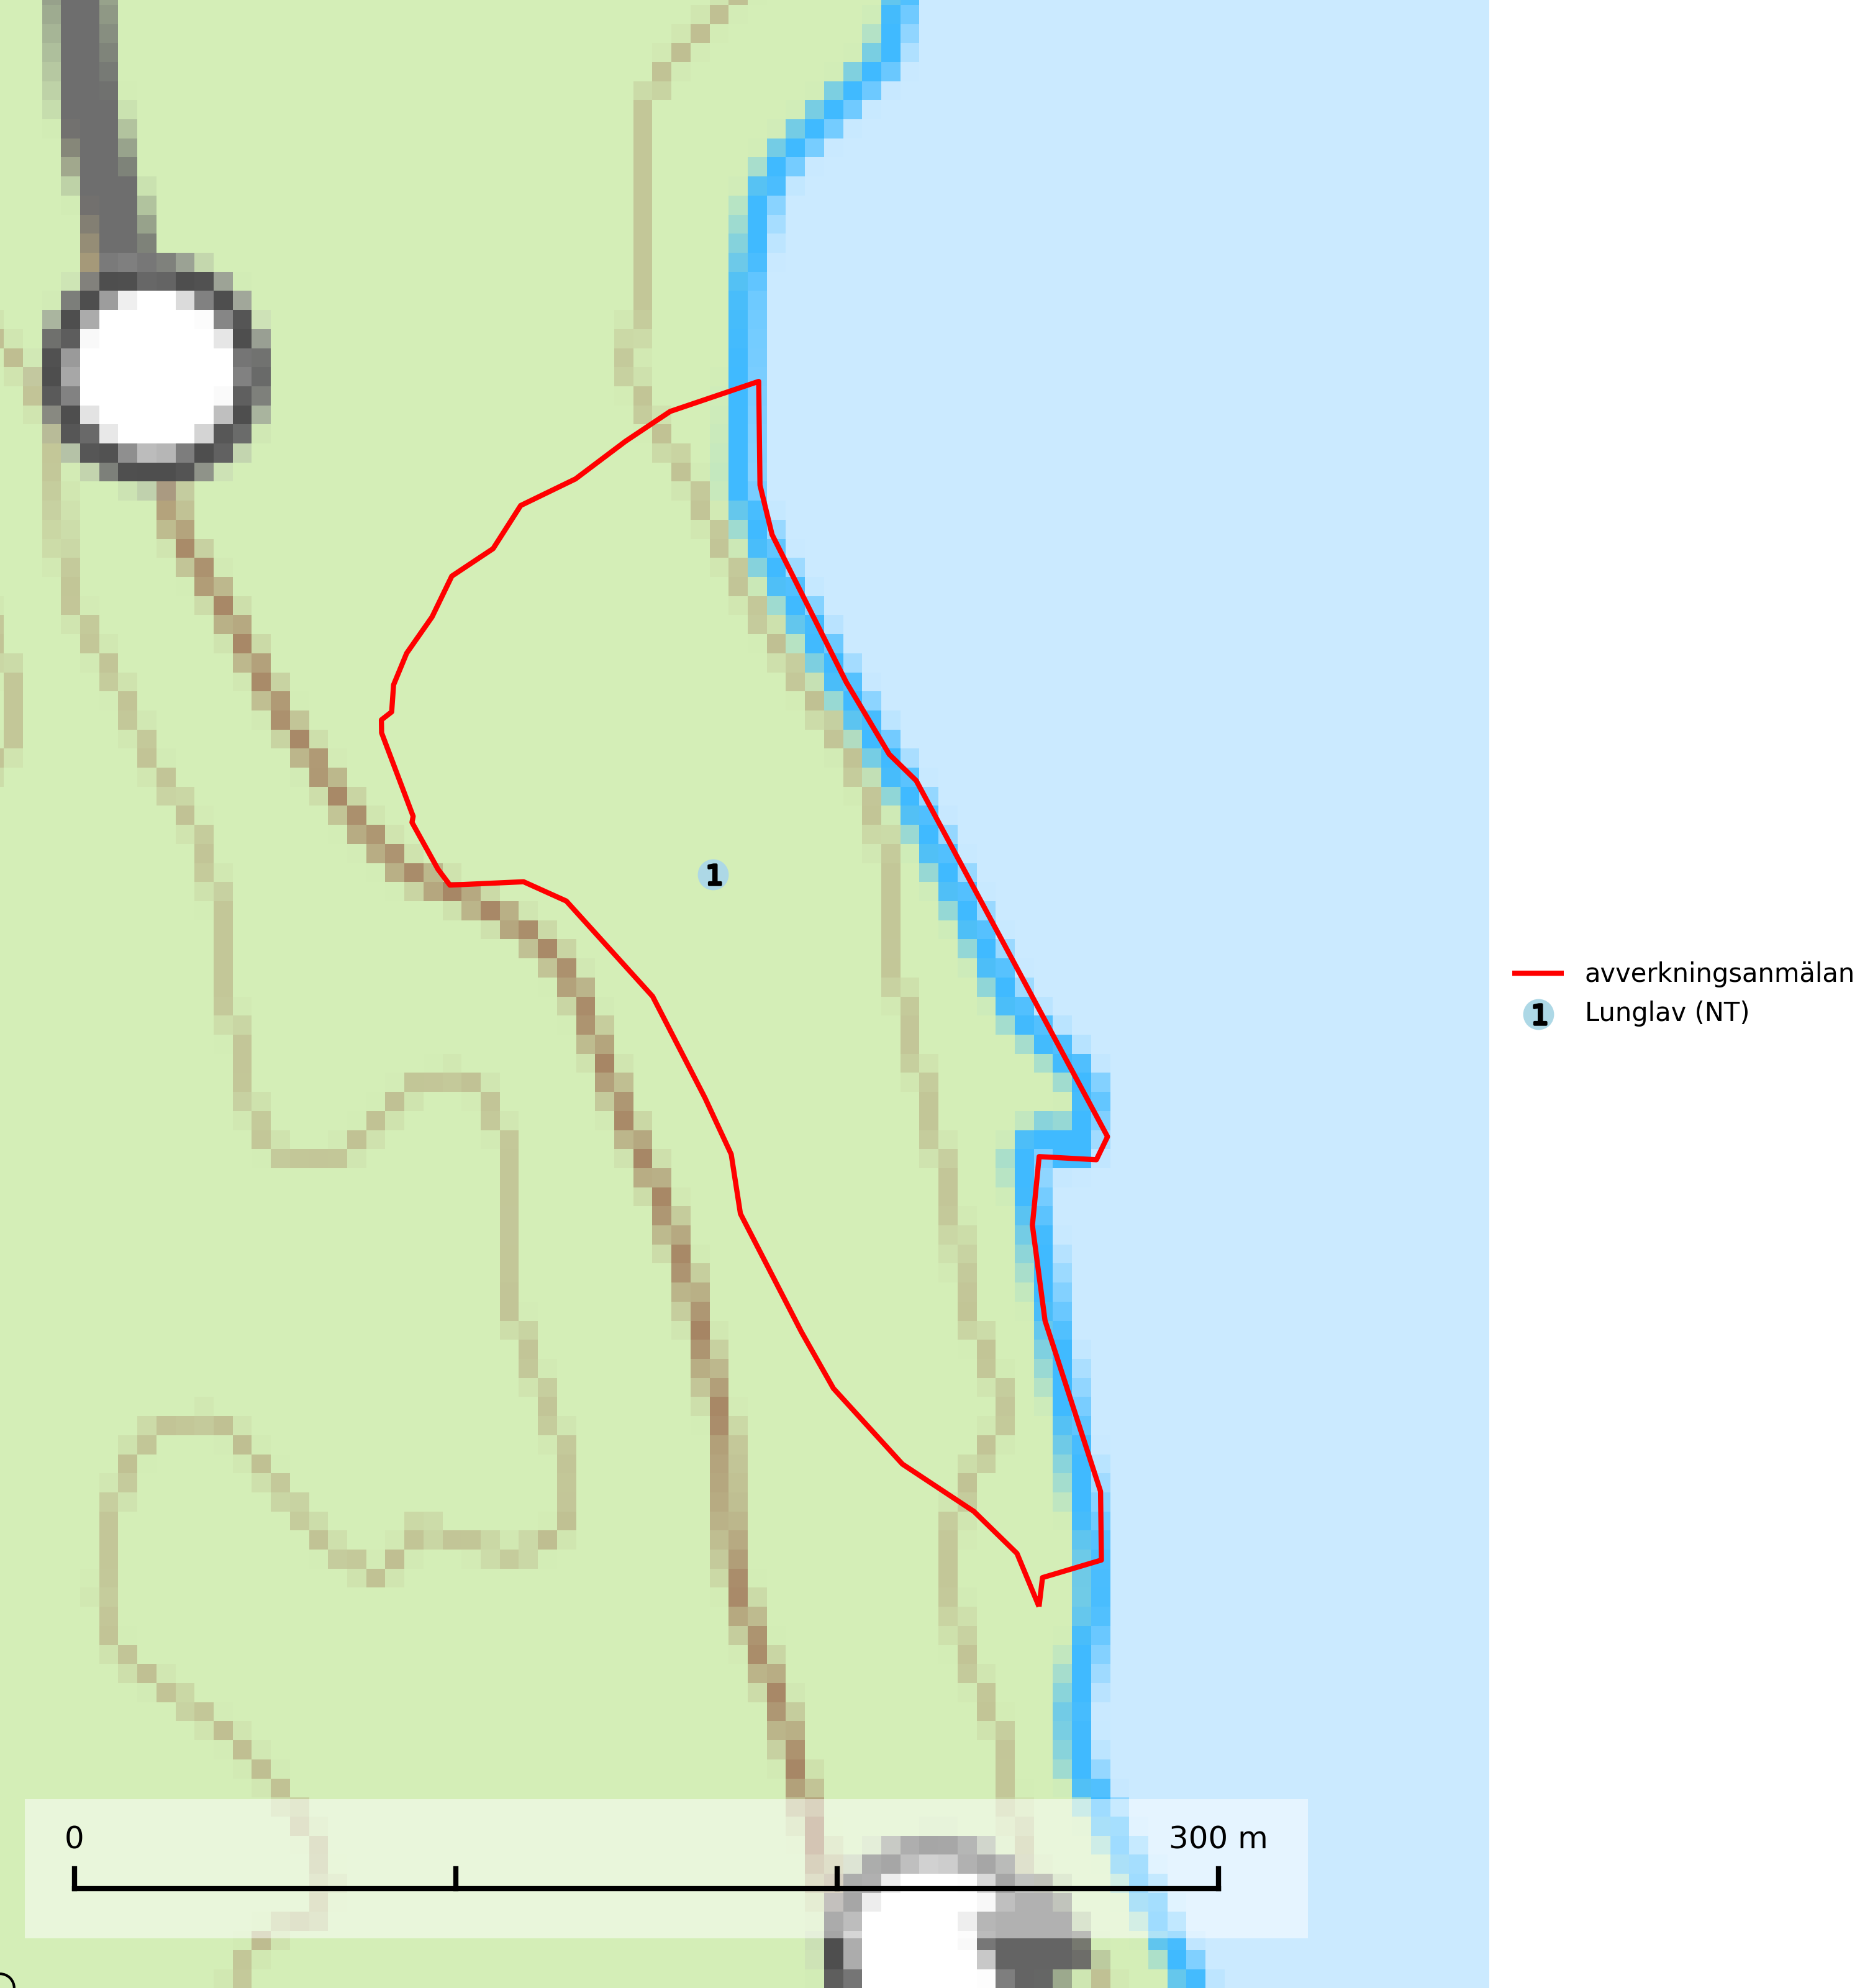 1
avverkningsanmälan
1 Lunglav (NT)
0 300 m